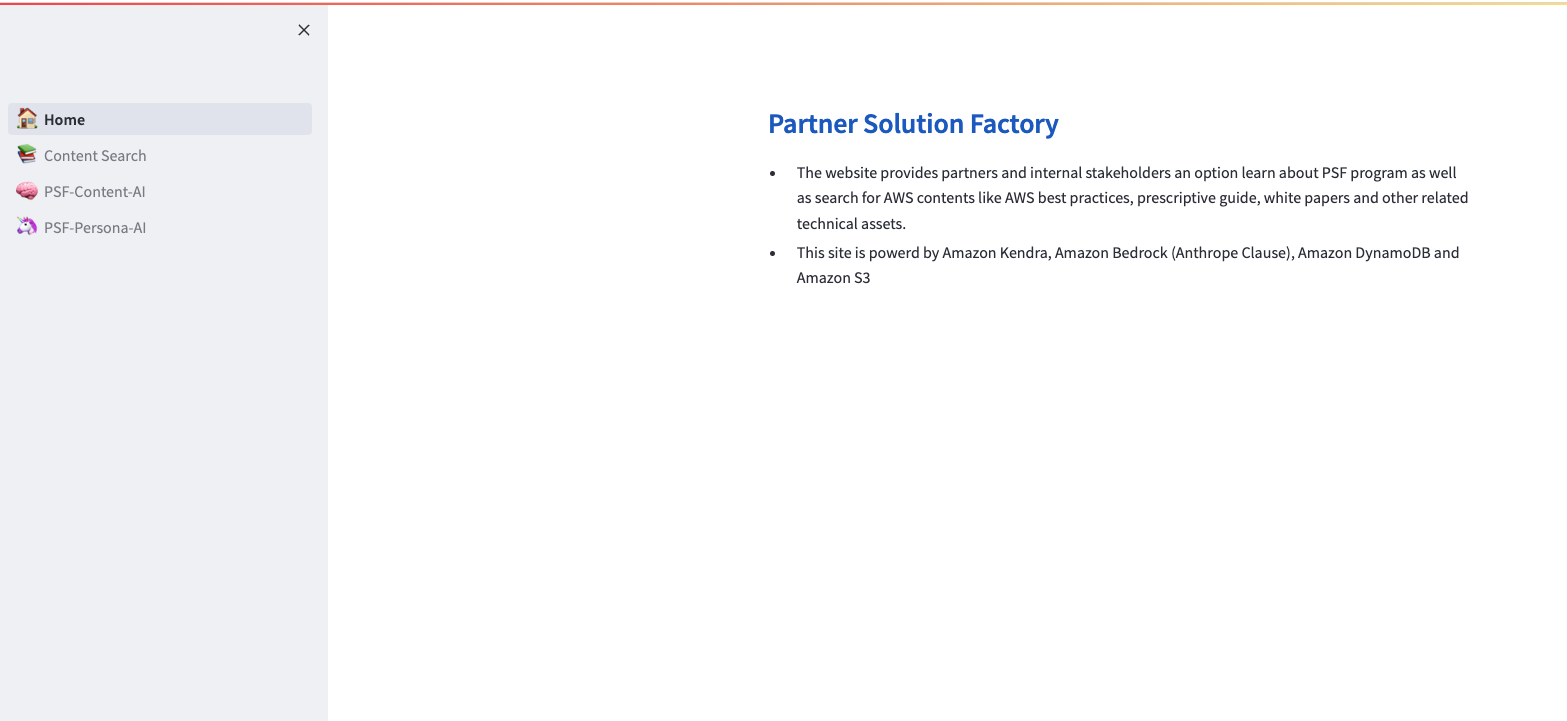 Home
Content Search
PSF-Content-AI
PSF-Persona-AI
Partner Solution Factory
The website provides partners and internal stakeholders an option learn about PSF program as well
as search for AWS contents like AWS best practices, prescriptive guide, white papers and other related
technical assets.
This site is powerd by Amazon Kendra, Amazon Bedrock (Anthrope Clause), Amazon DynamoDB and
Amazon S3